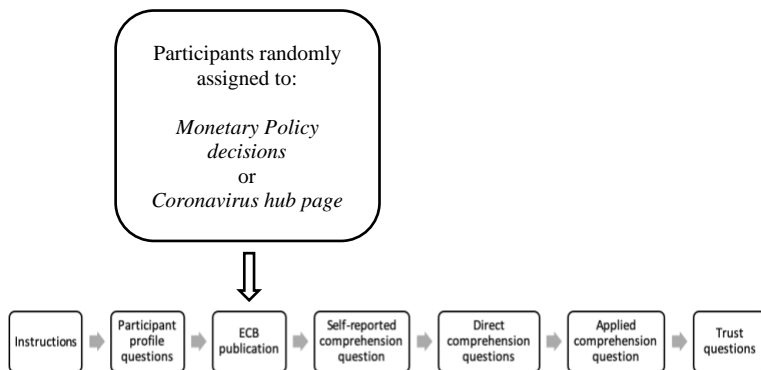 Participants randomly
assigned to:
Monetary Policy
decisions
or
Coronavirus hub page
Instructions
Participant
profile
questions
ECB
publication
Self-reported
comprehension
question
Direct
comprehension
questions
Applied
comprehension
question
Trust
questions